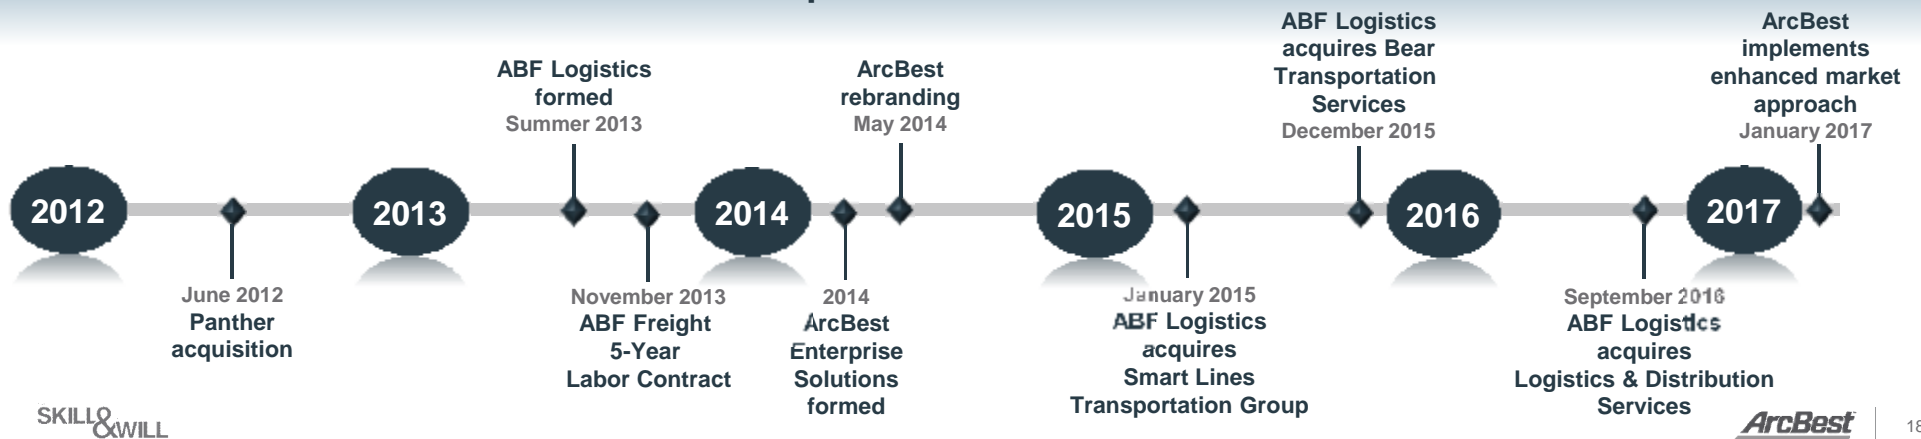 ABF Logistics
formed
Summer 2013
ArcBest
rebranding
May 2014
ABF Logistics
acquires Bear
Transportation
Services
December 2015
ArcBest
implements
enhanced market
approach
January 2017
2012
2013
2014
2015
2016
2017
June 2012
Panther
acquisition
November 2013
ABF Freight
5-Year
Labor Contract
2014
ArcBest
Enterprise
Solutions
formed
January 2015
ABF Logistics
acquires
Smart Lines
Transportation Group
September 2016
ABF Logistics
acquires
Logistics & Distribution
Services
SKILL&WILL
ArcBest
18